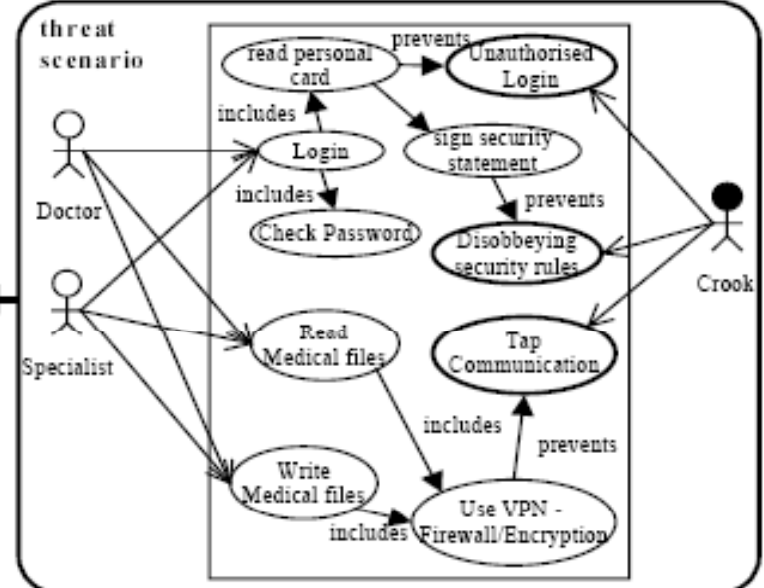 threat
scenario
prevents
read personal
card
Unauthorised
Login
includes
sign security
statement
Login
Doctor
includes
prevents
Check Password
Disobbeying
security rules
Crook
Read
Medical files
Tap
Communication
Specialist
includes
prevents
Write
Medical files
Use VPN -
Firewall/Encryption
includes